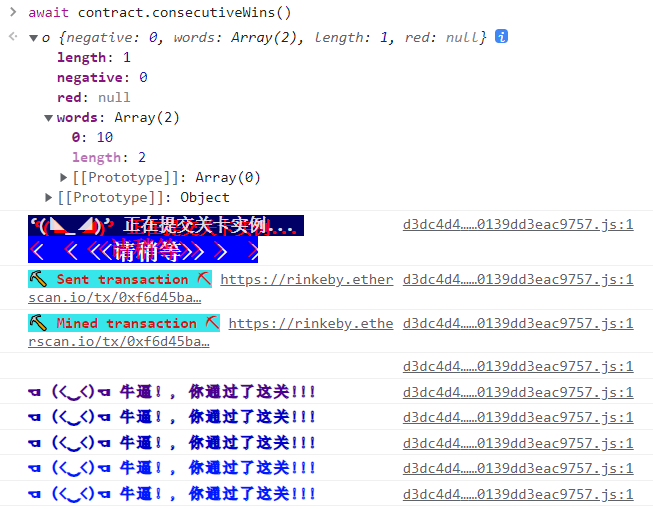 > await contract.consecutiveWins()
o {negative: 0, words: Array(2), length: 1, red: null} i
length: 1
negative: 0
red: null
words: Array(2)
0: 10
length: 2
[[Prototype]]: Array(0)
[[Prototype]]: Object
'(◣_◢)' 正在提交关卡实例... d3dc4d4……0139dd3eac9757.js:1
< < <<请稍等>> > >
⛏ Sent transaction ⛏ https://rinkeby.ether d3dc4d4……0139dd3eac9757.js:1
scan.io/tx/0xf6d45ba…
⛏ Mined transaction ⛏ https://rinkeby.ethe d3dc4d4……0139dd3eac9757.js:1
rscan.io/tx/0xf6d45ba…
d3dc4d4……0139dd3eac9757.js:1
☜ (<‿<)☜ 牛逼!, 你通过了这关!!! d3dc4d4……0139dd3eac9757.js:1
☜ (<‿<)☜ 牛逼!, 你通过了这关!!! d3dc4d4……0139dd3eac9757.js:1
☜ (<‿<)☜ 牛逼!, 你通过了这关!!! d3dc4d4……0139dd3eac9757.js:1
☜ (<‿<)☜ 牛逼!, 你通过了这关!!! d3dc4d4……0139dd3eac9757.js:1
☜ (<‿<)☜ 牛逼!, 你通过了这关!!! d3dc4d4……0139dd3eac9757.js:1